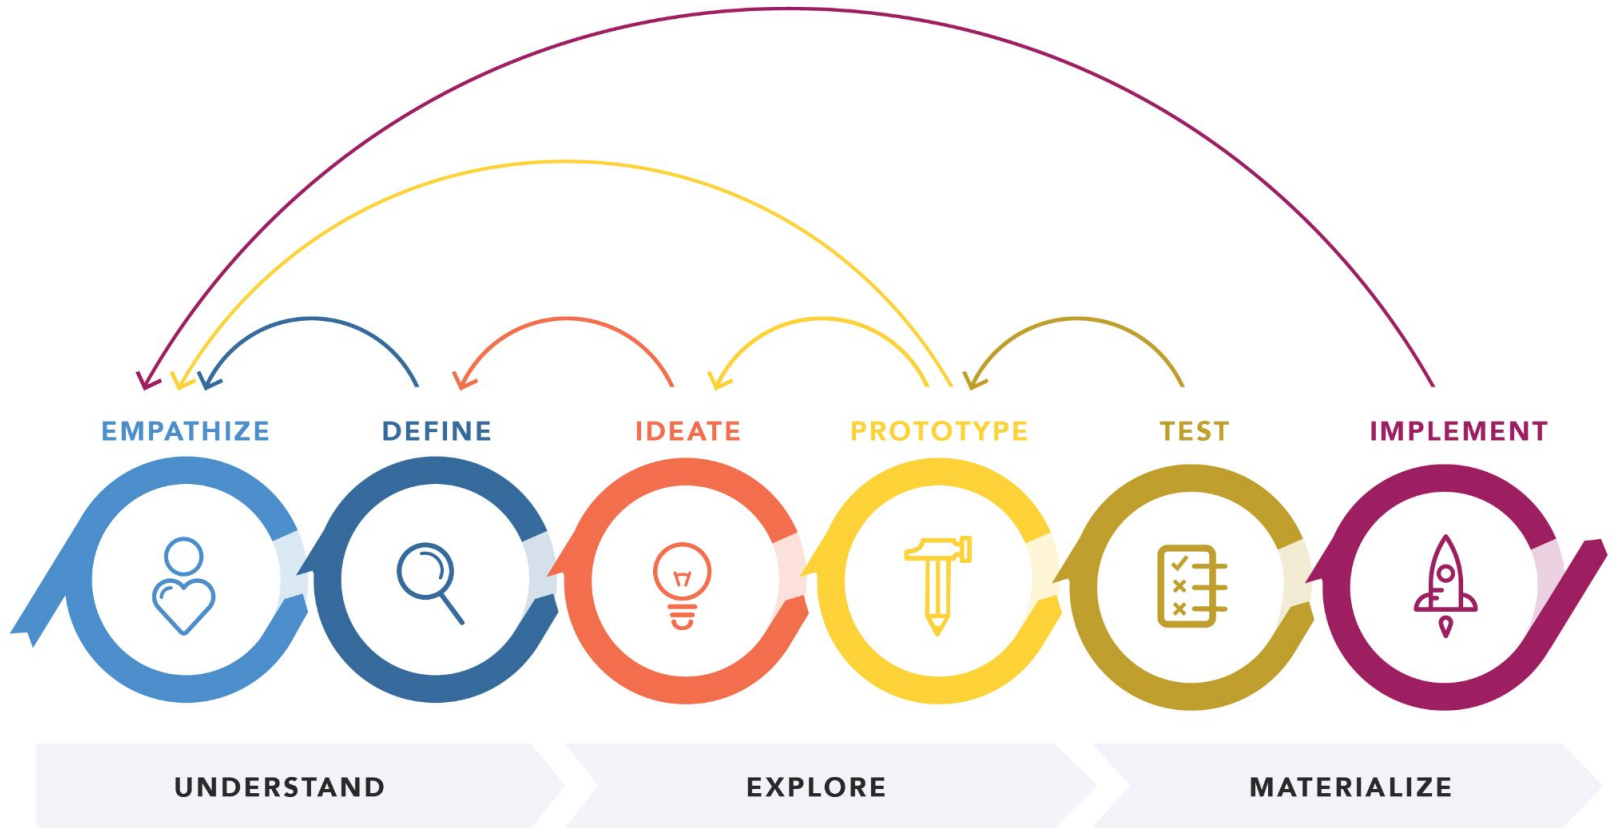 EMPATHIZE
DEFINE
IDEATE
PROTOTYPE
TEST
IMPLEMENT
UNDERSTAND
EXPLORE
MATERIALIZE